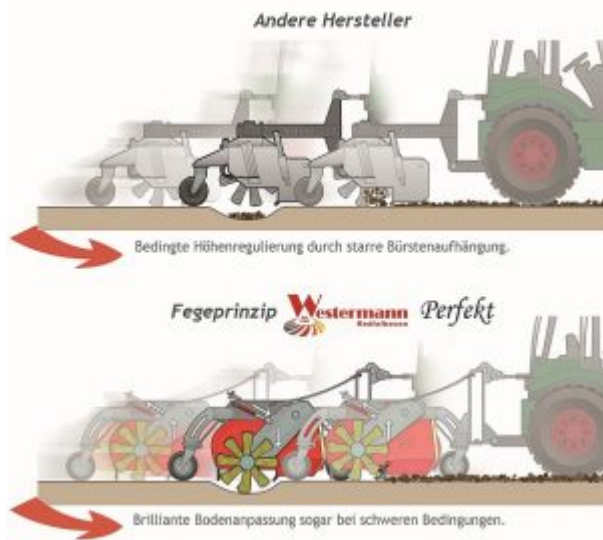 Andere Hersteller
Bedingte Höhenregulierung durch starre Bürstenaufhängung.
Fegeprinzip Westermann Perfekt
Brilliante Bodenanpassung sogar bei schweren Bedingungen.